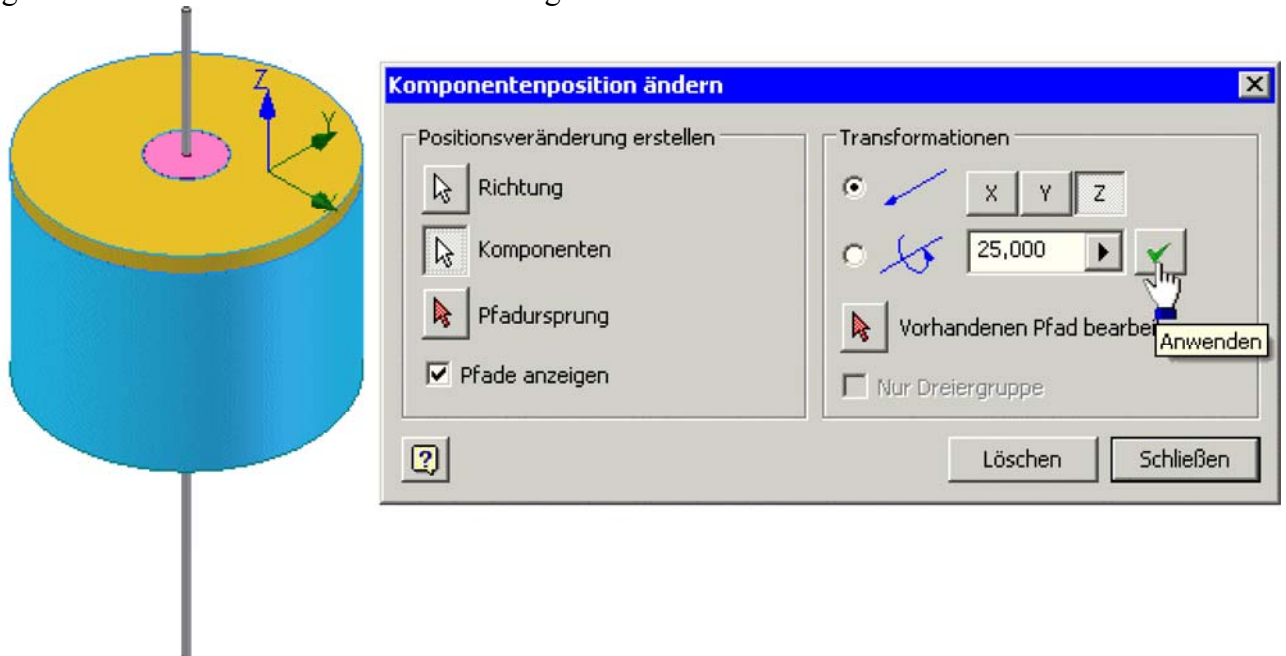 Z
Y
Komponentenposition ändern
Positionsveränderung erstellen
Richtung
Komponenten
Pfadursprung
Pfade anzeigen
Transformationen
X Y Z
25,000
Vorhandenen Pfad bearbei
Anwenden
Nur Dreiergruppe
Löschen
Schließen